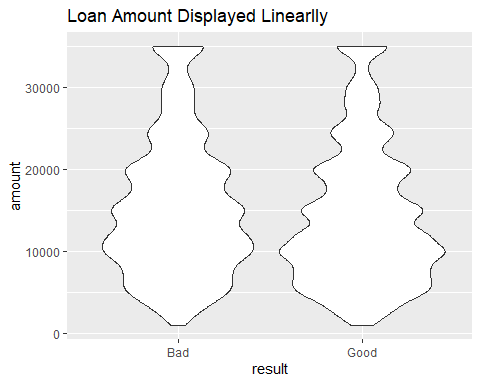 Loan Amount Displayed Linearlly
30000
20000
10000
0
amount
Bad Good
result